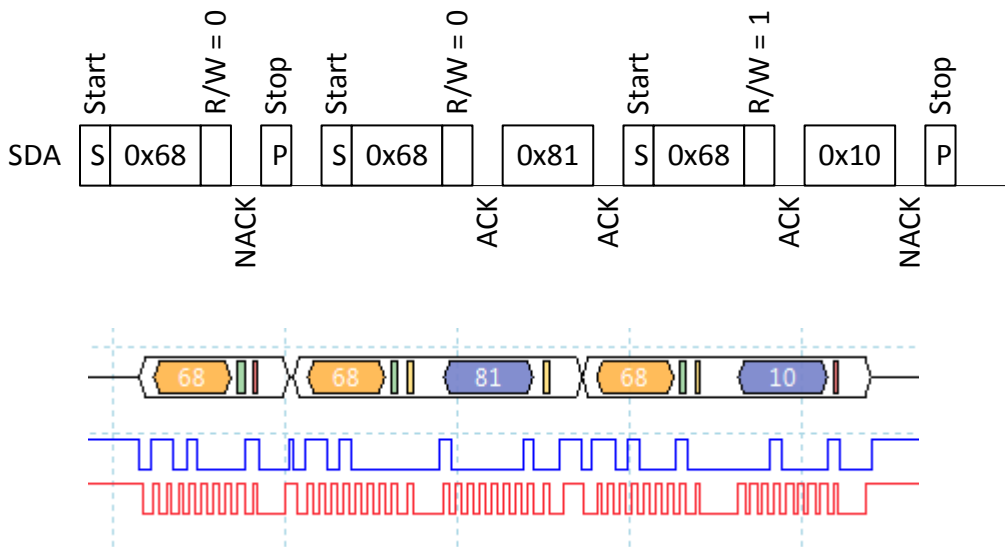 Start R/W = 0 Stop Start R/W = 0 Start R/W = 1 Stop
SDA S 0x68 P S 0x68 0x81 S 0x68 0x10 P
NACK ACK ACK ACK NACK
68 68 81 68 10